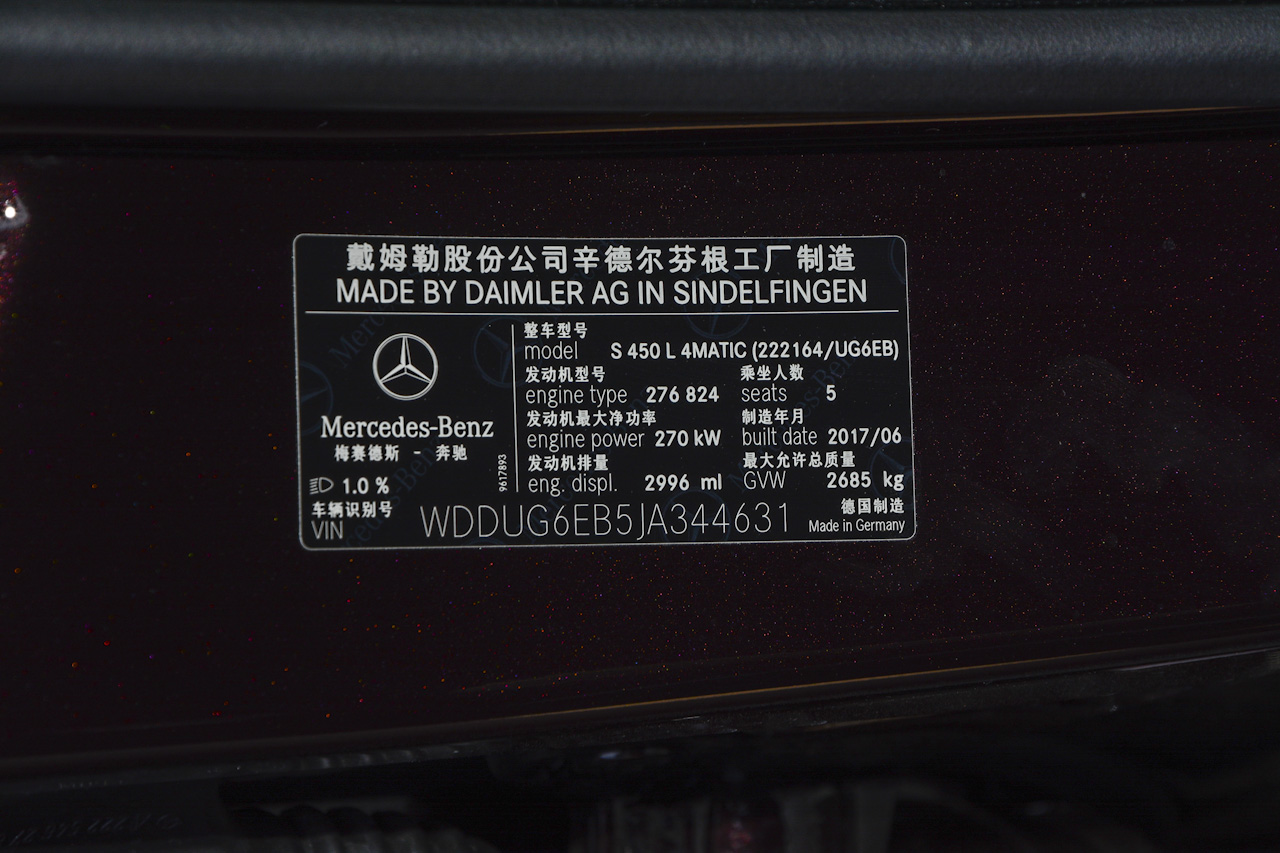 戴姆勒股份公司辛德尔芬根工厂制造
MADE BY DAIMLER AG IN SINDELFINGEN
Mercedes-Benz
梅赛德斯 - 奔驰
1.0 %
9617893
整车型号
model S 450 L 4MATIC (222164/UG6EB)
发动机型号 乘坐人数
engine type 276 824 seats 5
发动机最大净功率 制造年月
engine power 270 kW built date 2017/06
发动机排量 最大允许总质量
eng. displ. 2996 ml GVW 2685 kg
车辆识别号 德国制造
VIN WDDUG6EB5JA344631 Made in Germany